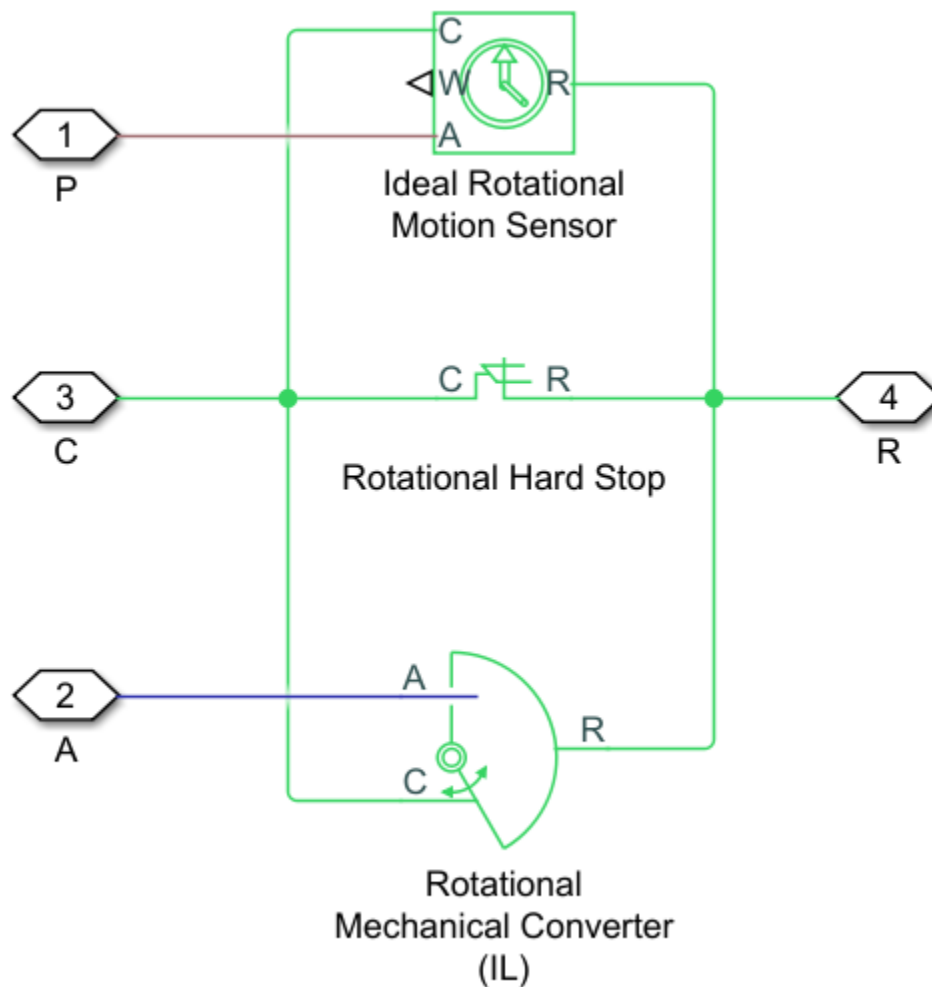 C
W R
1
A
P
Ideal Rotational
Motion Sensor
3
C R
4
C
R
Rotational Hard Stop
2
A
A
R
C
Rotational
Mechanical Converter
(IL)